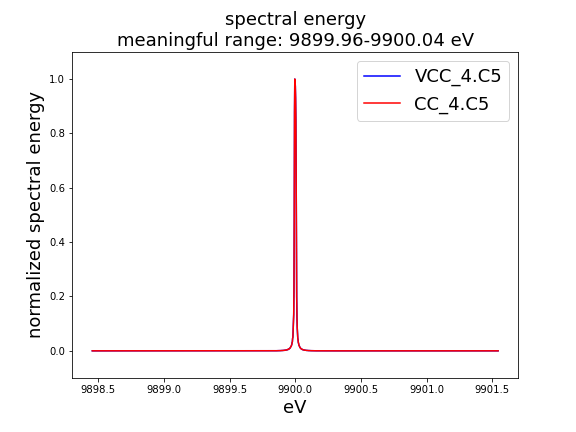 spectral energy
meaningful range: 9899.96-9900.04 eV
VCC_4.C5
CC_4.C5
normalized spectral energy
1.0
0.8
0.6
0.4
0.2
0.0
9898.5 9899.0 9899.5 9900.0 9900.5 9901.0 9901.5
eV